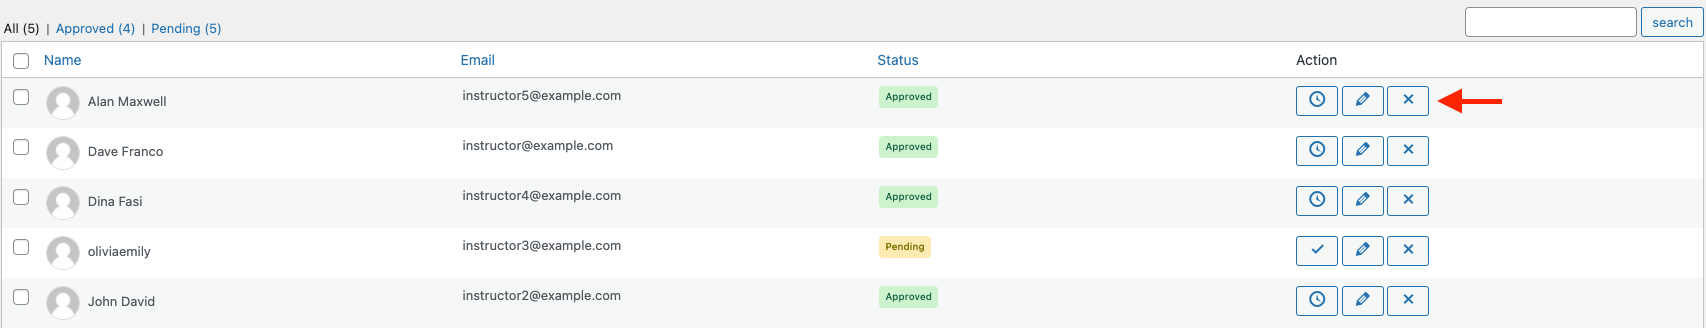 All (5) | Approved (4) | Pending (5)
search
Name Email Status Action
Alan Maxwell instructor5@example.com Approved
Dave Franco instructor@example.com Approved
Dina Fasi instructor4@example.com Approved
oliviaemily instructor3@example.com Pending
John David instructor2@example.com Approved